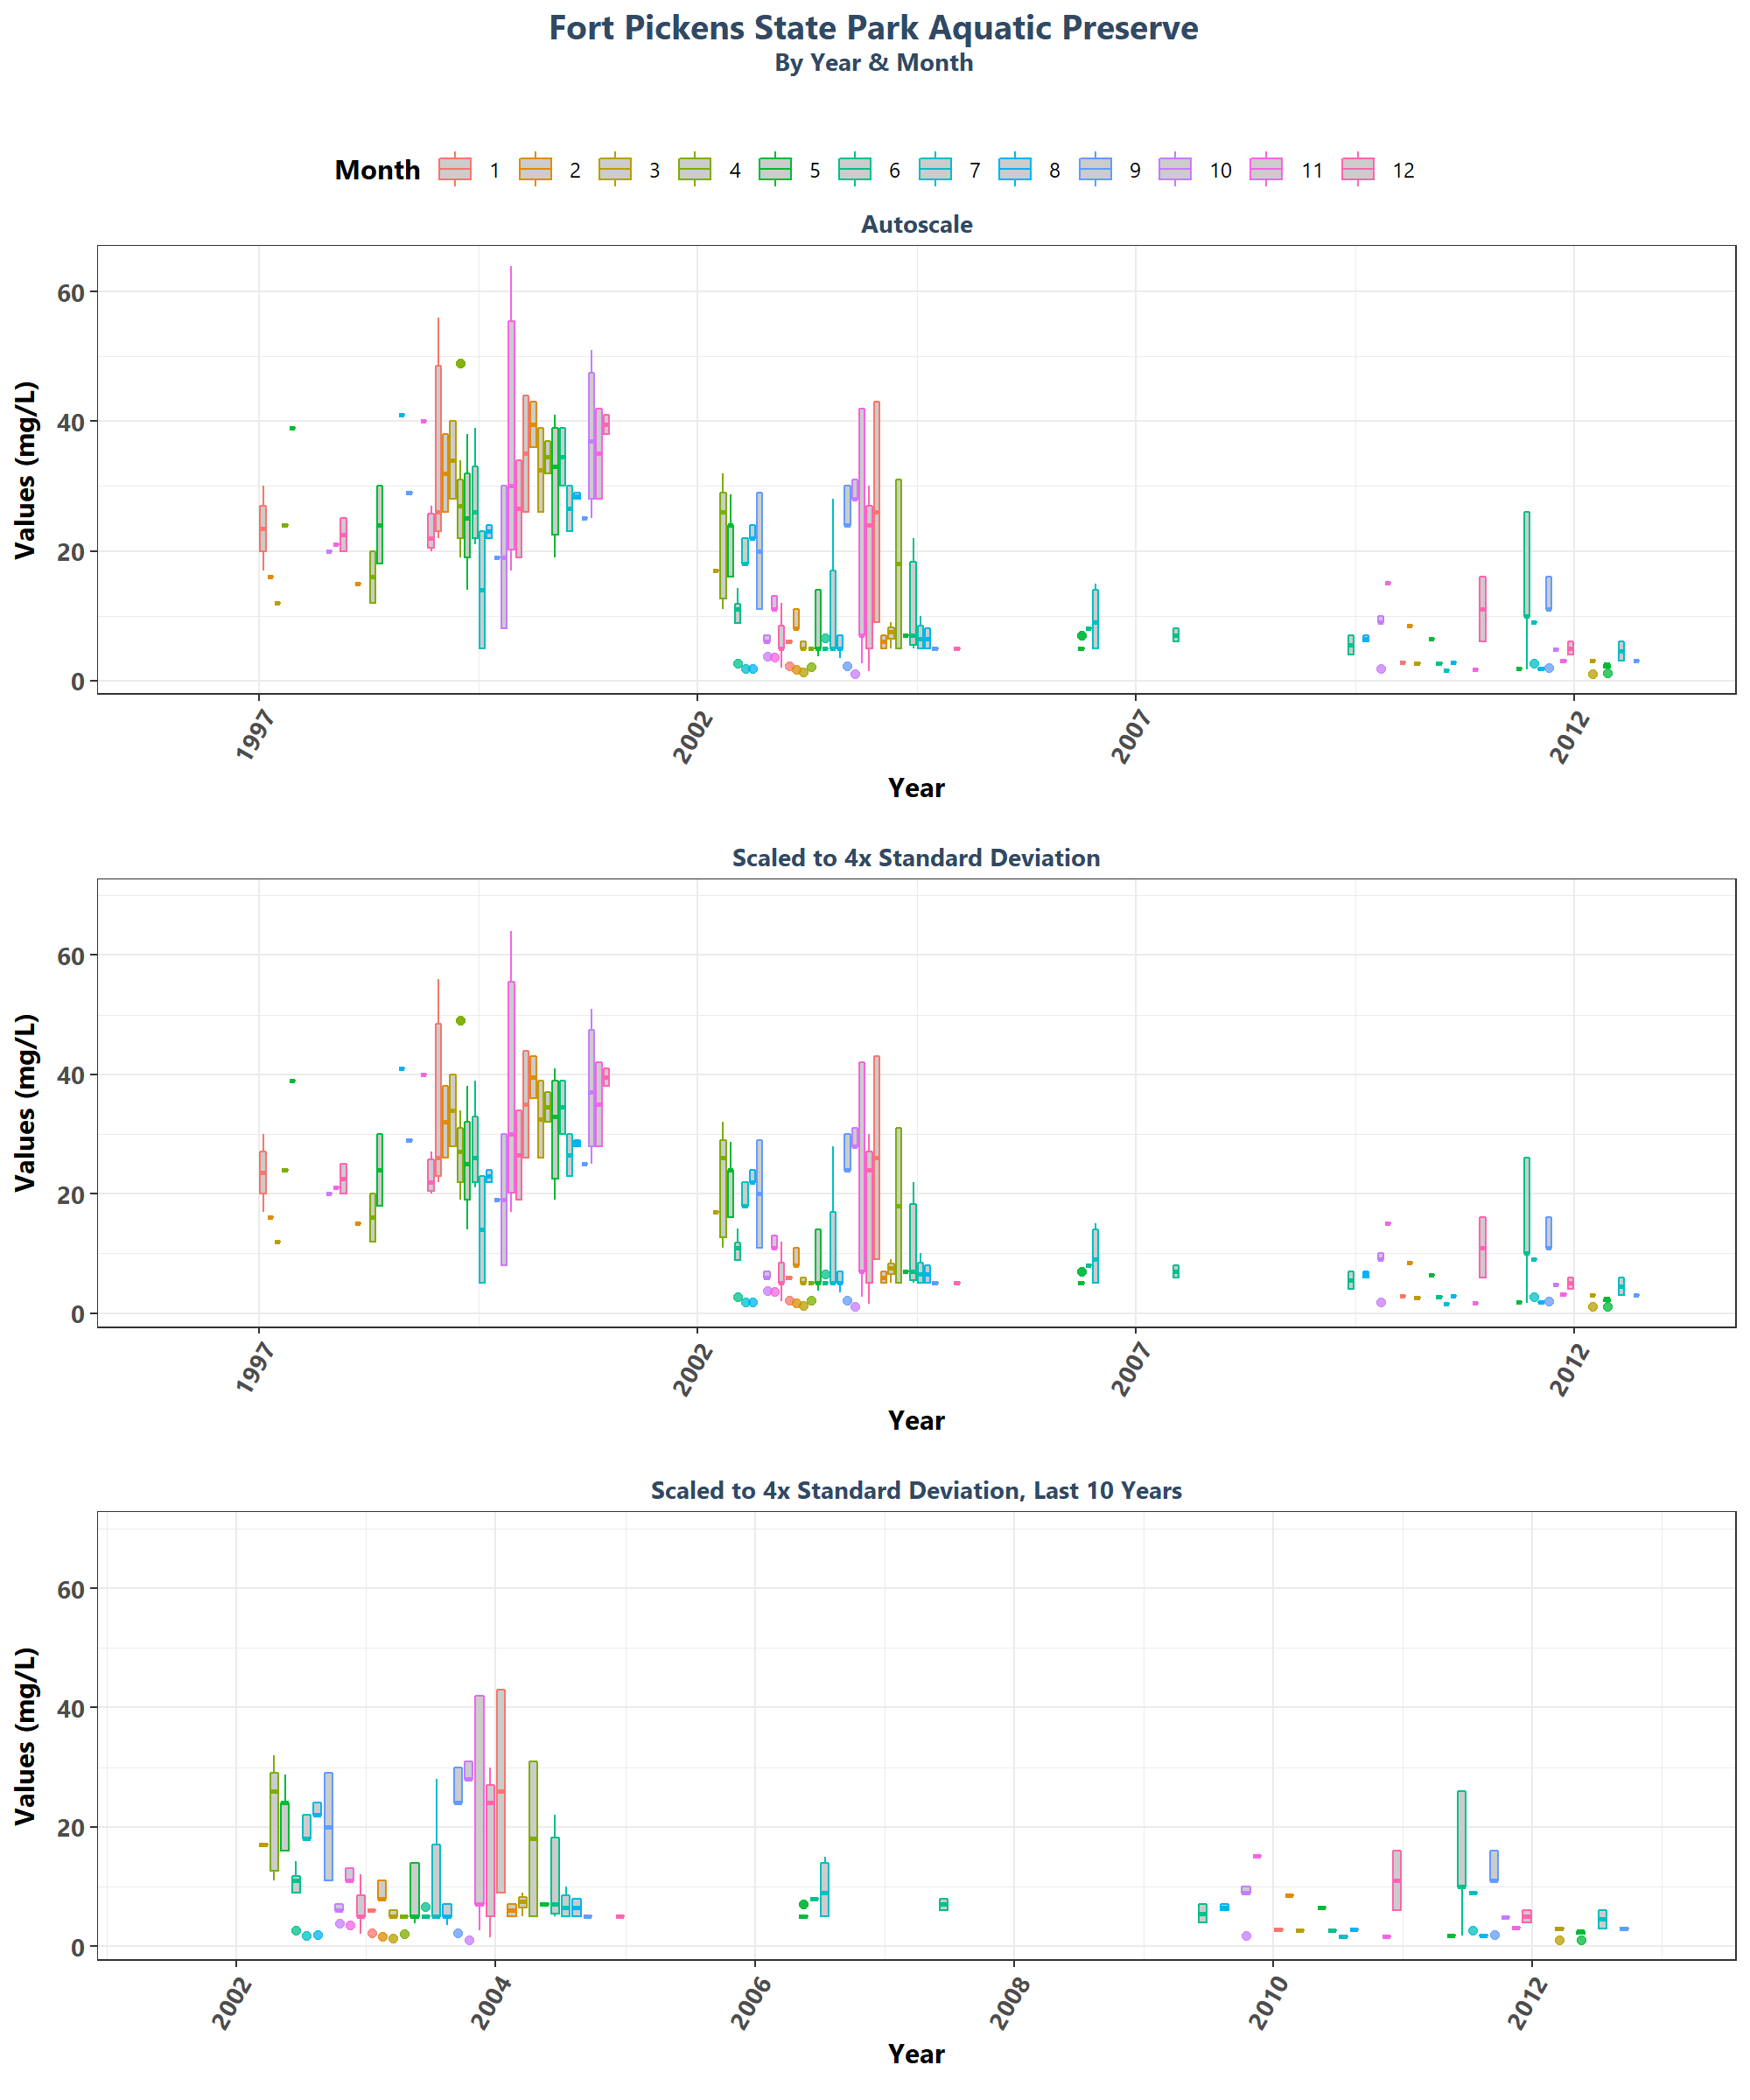 Fort Pickens State Park Aquatic Preserve
By Year & Month
Month 1 2 3 4 5 6 7 8 9 10 11 12
Autoscale
Values (mg/L)
60
40
20
0
1997 2002 2007 2012
Year
Scaled to 4x Standard Deviation
Values (mg/L)
60
40
20
0
1997 2002 2007 2012
Year
Scaled to 4x Standard Deviation, Last 10 Years
Values (mg/L)
60
40
20
0
2002 2004 2006 2008 2010 2012
Year